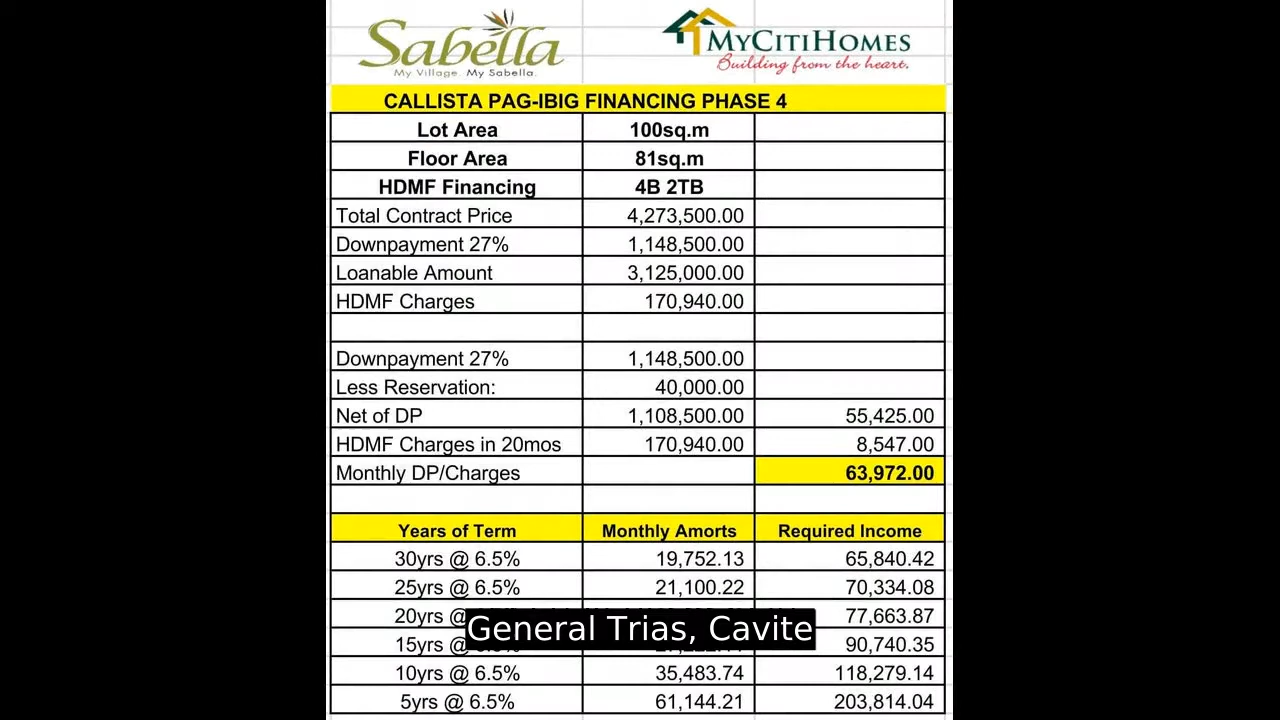 Sabella
My Village. My Sabella.
MYCITIHOMES
Building from the heart.
CALLISTA PAG-IBIG FINANCING PHASE 4
Lot Area 100sq.m
Floor Area 81sq.m
HDMF Financing 4B 2TB
Total Contract Price 4,273,500.00
Downpayment 27% 1,148,500.00
Loanable Amount 3,125,000.00
HDMF Charges 170,940.00
Downpayment 27% 1,148,500.00
Less Reservation: 40,000.00
Net of DP 1,108,500.00 55,425.00
HDMF Charges in 20mos 170,940.00 8,547.00
Monthly DP/Charges 63,972.00
Years of Term Monthly Amorts Required Income
30yrs @ 6.5% 19,752.13 65,840.42
25yrs @ 6.5% 21,100.22 70,334.08
20yrs @ 77,663.87
General Trias, Cavite
15yrs @ 90,740.35
10yrs @ 6.5% 35,483.74 118,279.14
5yrs @ 6.5% 61,144.21 203,814.04